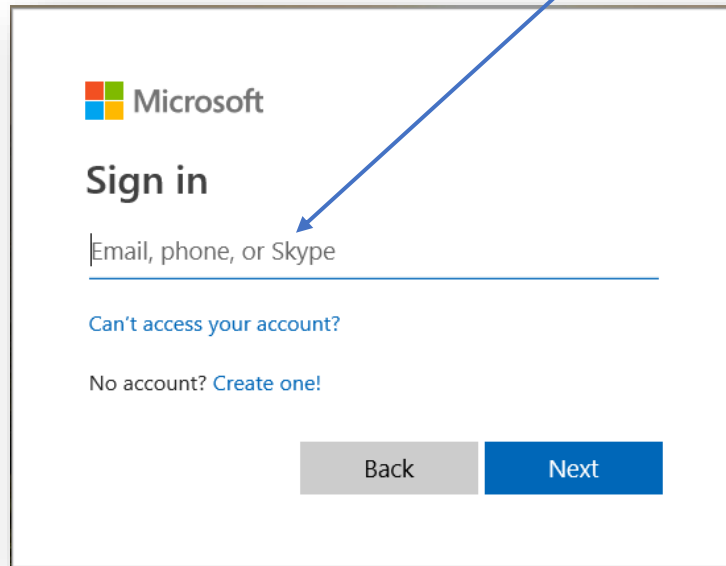 Microsoft
Sign in
Email, phone, or Skype
Can't access your account?
No account? Create one!
Back Next